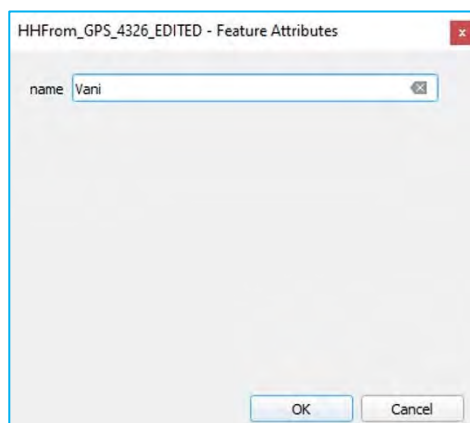 HHFrom_GPS_4326_EDITED - Feature Attributes
name Vani
OK Cancel